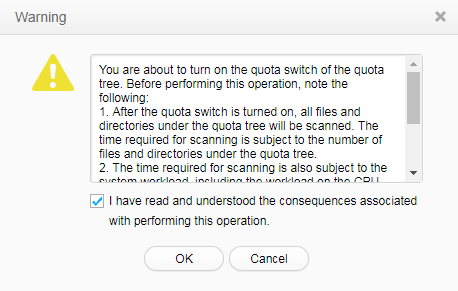 Warning
You are about to turn on the quota switch of the quota
tree. Before performing this operation, note the
following:
1. After the quota switch is turned on, all files and
directories under the quota tree will be scanned. The
time required for scanning is subject to the number of
files and directories under the quota tree.
2. The time required for scanning is also subject to the
system workload, including the workload on the CPU,
I have read and understood the consequences associated
with performing this operation.
OK
Cancel